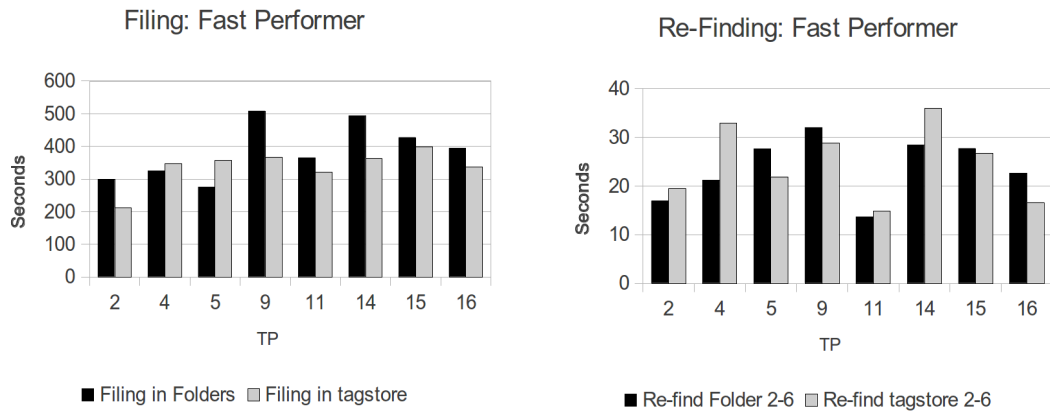 Filing: Fast Performer
Seconds
600
500
400
300
200
100
0
2 4 5 9 11 14 15 16
TP
Filing in Folders Filing in tagstore
Re-Finding: Fast Performer
Seconds
40
30
20
10
0
2 4 5 9 11 14 15 16
TP
Re-find Folder 2-6 Re-find tagstore 2-6